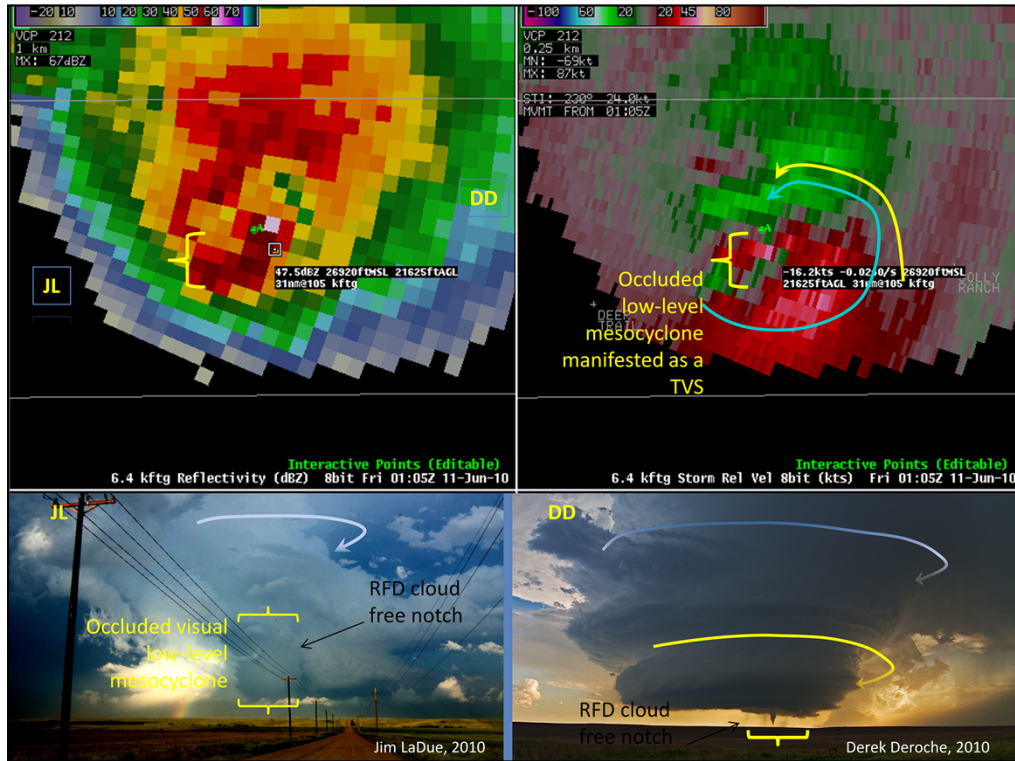 -20 10 10 20 30 40 50 60 70
VCP 212
1 km
MX: 67dBZ
DD
JL
A
47.5dBZ 26920ftMSL 21625ftAGL
31nm@105 kftg
Interactive Points (Editable)
6.4 kftg Reflectivity (dBZ) 8bit Fri 01:05Z 11-Jun-10
-100 60 20 20 45 80
VCP 212
0.25 km
MN: -69kt
MX: 87kt
STI: 230° 24.0kt
MVMT FROM 01:05Z
A
-16.2kts 26920ftMSL
21625ftAGL 31nm@105 kftg
Occluded
low-level
mesocyclone
manifested as a
TVS
DEER
TRAIL
RANCH
Interactive Points (Editable)
6.4 kftg Storm Rel Vel 8bit (kts) Fri 01:05Z 11-Jun-10
JL
RFD cloud
free notch
Occluded visual
low-level
mesocyclone
Jim LaDue, 2010
DD
RFD cloud
free notch
Derek Deroche, 2010